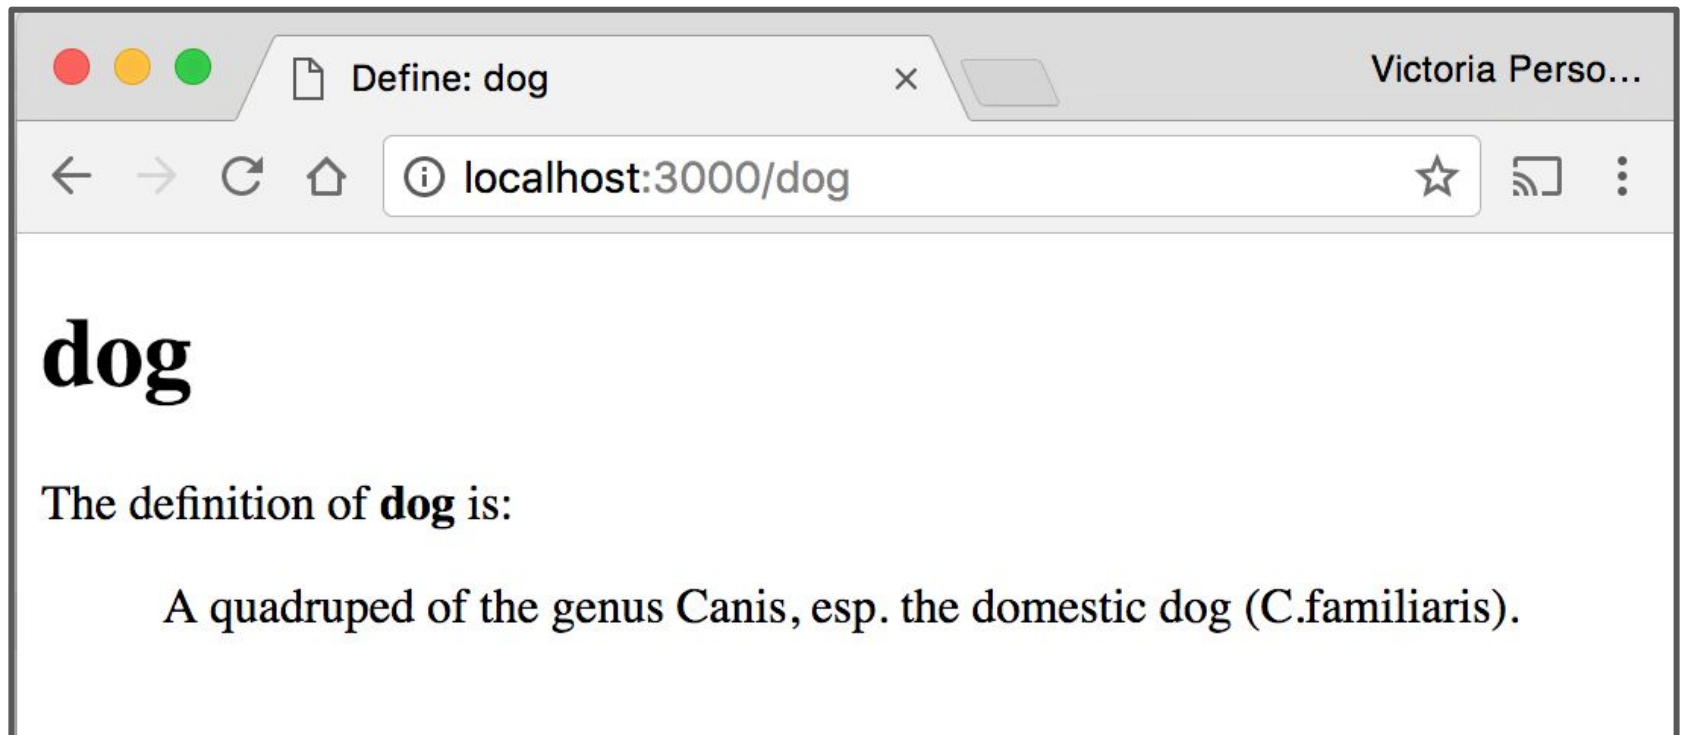 Define: dog
Victoria Perso...
localhost:3000/dog
dog
The definition of dog is:
A quadruped of the genus Canis, esp. the domestic dog (C.familiaris).